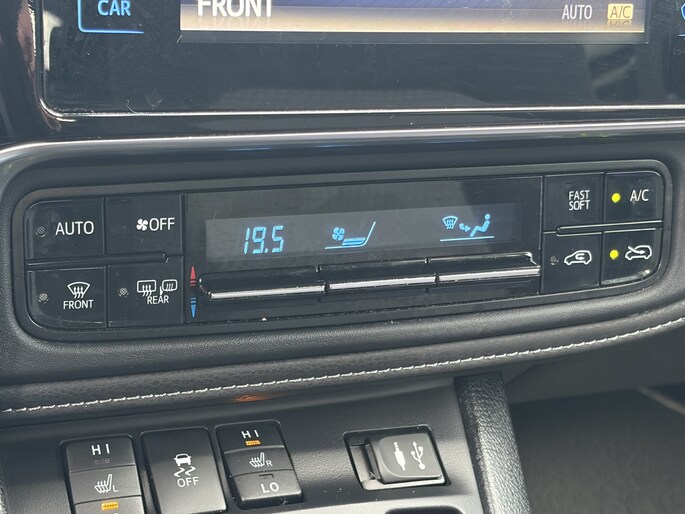 CAR
FRONT
AUTO A/C
AUTO
OFF
19.5
FAST
SOFT
A/C
FRONT
REAR
HI
L
OFF
HI
R
LO